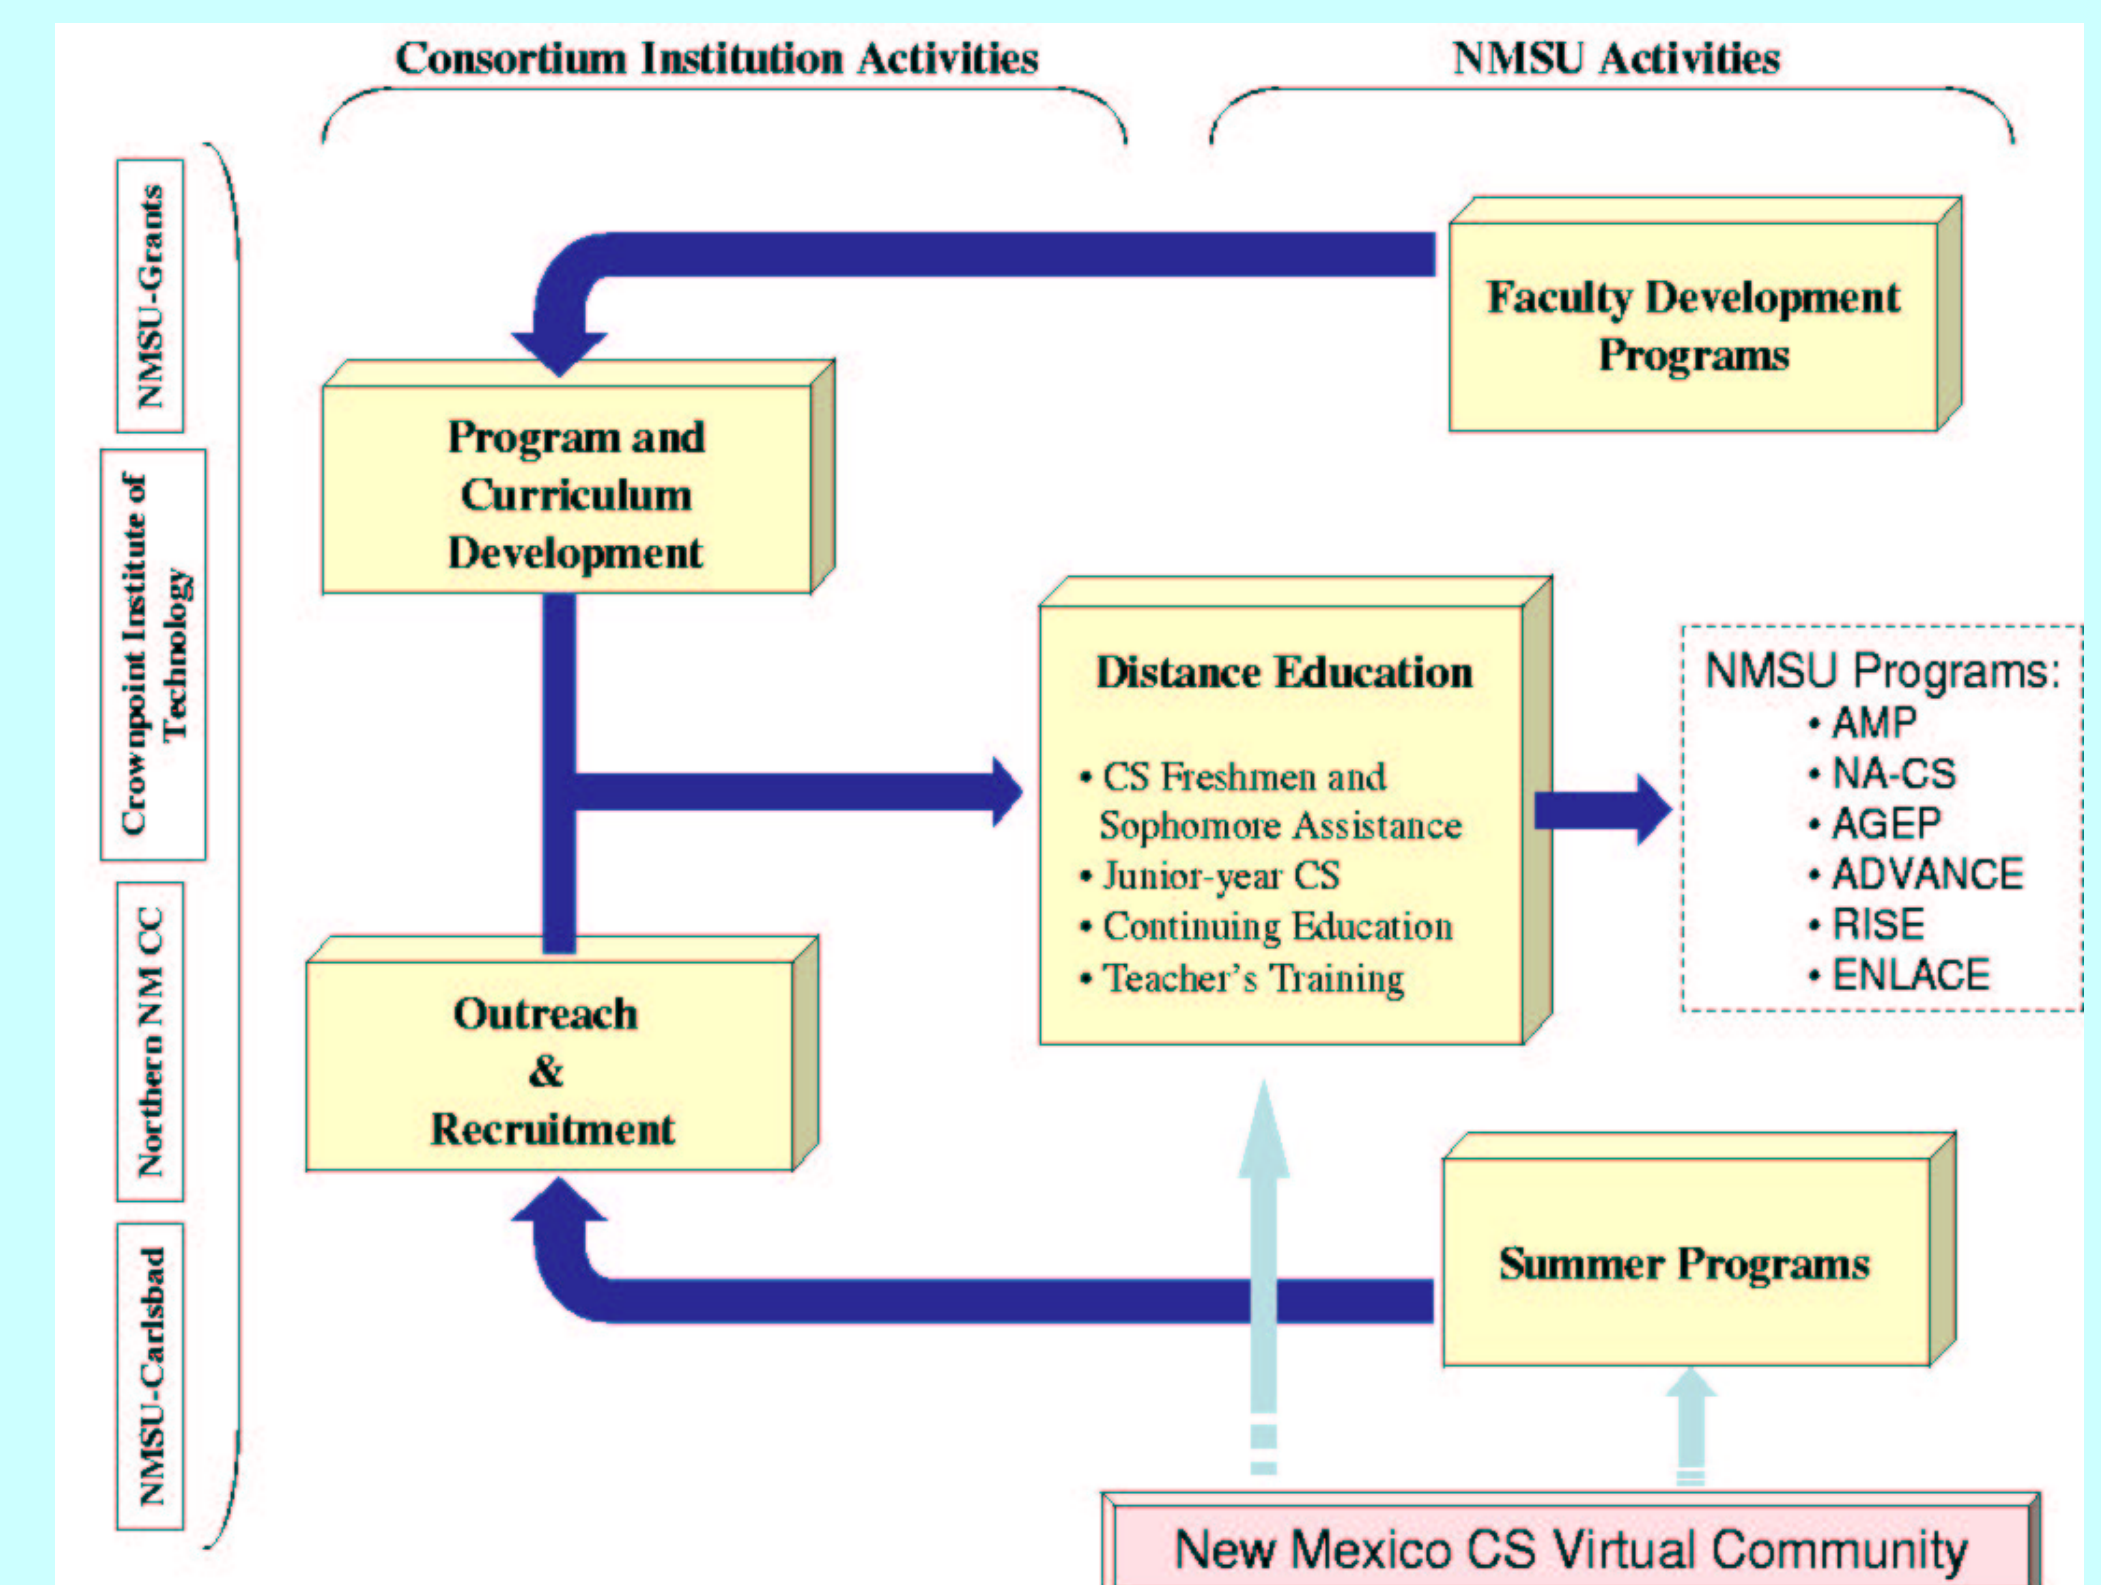 Consortium Institution Activities
NMSU Activities
NMSU-Grants
Crownpoint Institute of
Technology
Northern NM CC
NMSU-Carlsbad
Faculty Development
Programs
Program and
Curriculum
Development
Distance Education
• CS Freshmen and
Sophomore Assistance
• Junior-year CS
• Continuing Education
• Teacher's Training
NMSU Programs:
• AMP
• NA-CS
• AGEP
• ADVANCE
• RISE
• ENLACE
Outreach
&
Recruitment
Summer Programs
New Mexico CS Virtual Community